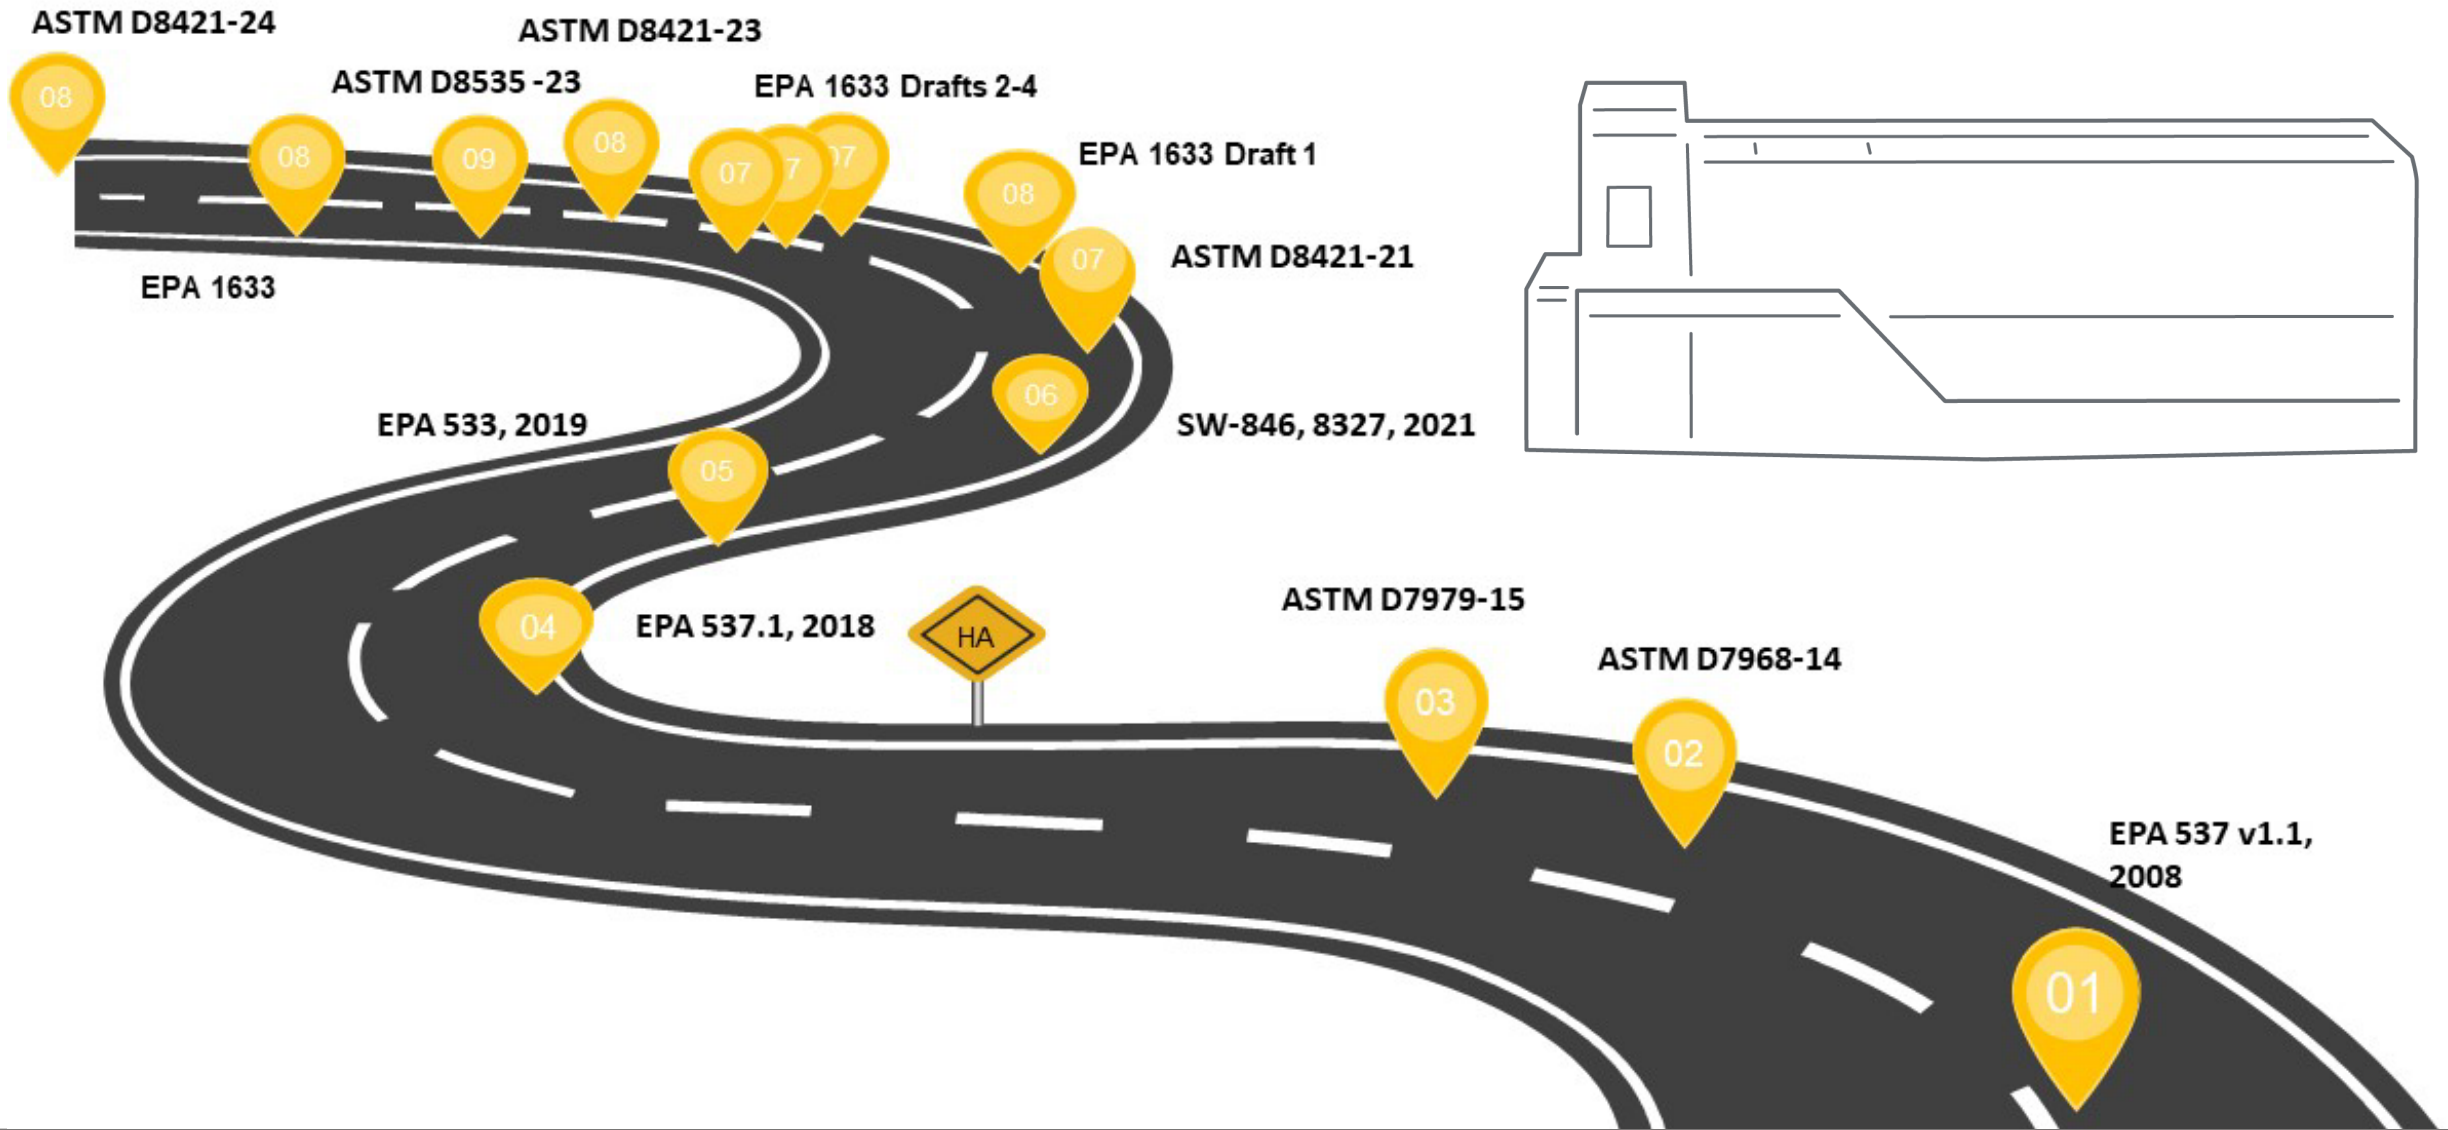 ASTM D8421-24
ASTM D8421-23
ASTM D8535 -23
EPA 1633 Drafts 2-4
08
08
09
08
07
7
07
08
EPA 1633 Draft 1
07
ASTM D8421-21
EPA 1633
06
EPA 533, 2019
SW-846, 8327, 2021
05
04
EPA 537.1, 2018
HA
ASTM D7979-15
ASTM D7968-14
03
02
EPA 537 v1.1,
2008
01